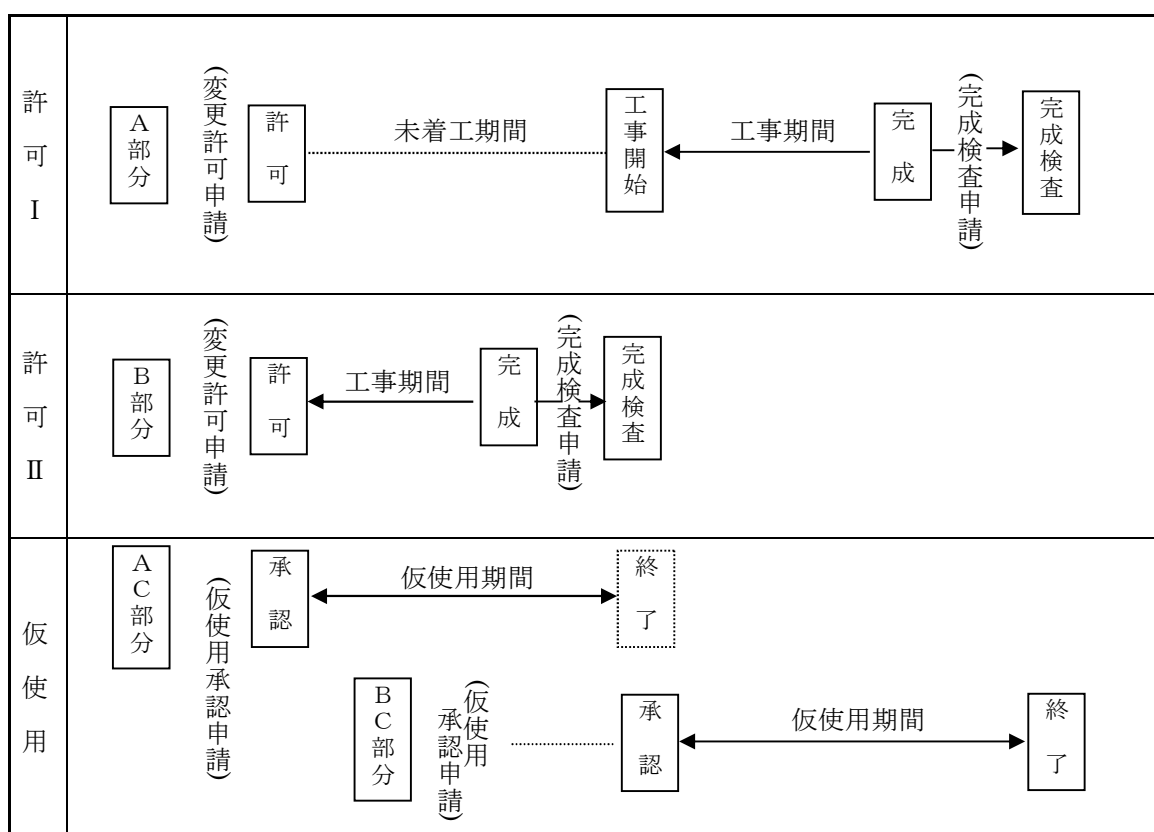 許可Ⅰ
A部分
(変更許可申請)
許可
未着工期間
工事開始
工事期間
完成
(完成検査申請)
完成検査
許可Ⅱ
B部分
(変更許可申請)
許可
工事期間
完成
(完成検査申請)
完成検査
仮使用
AC部分
(仮使用承認申請)
承認
仮使用期間
終了
BC部分
(仮使用
承認申請)
承認
仮使用期間
終了